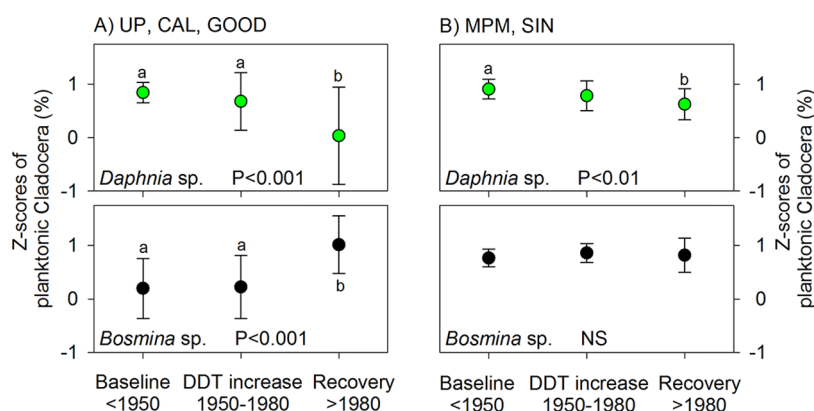 A) UP, CAL, GOOD
B) MPM, SIN
Z-scores of
planktonic Cladocera (%)
1
0
-1
a
a
b
Daphnia sp. P<0.001
a
b
Daphnia sp. P<0.01
1
0
-1
Z-scores of
planktonic Cladocera (%)
1
0
-1
a
a
b
Bosmina sp. P<0.001
Bosmina sp. NS
1
0
-1
Baseline
<1950
DDT increase
1950-1980
Recovery
>1980
Baseline
<1950
DDT increase
1950-1980
Recovery
>1980